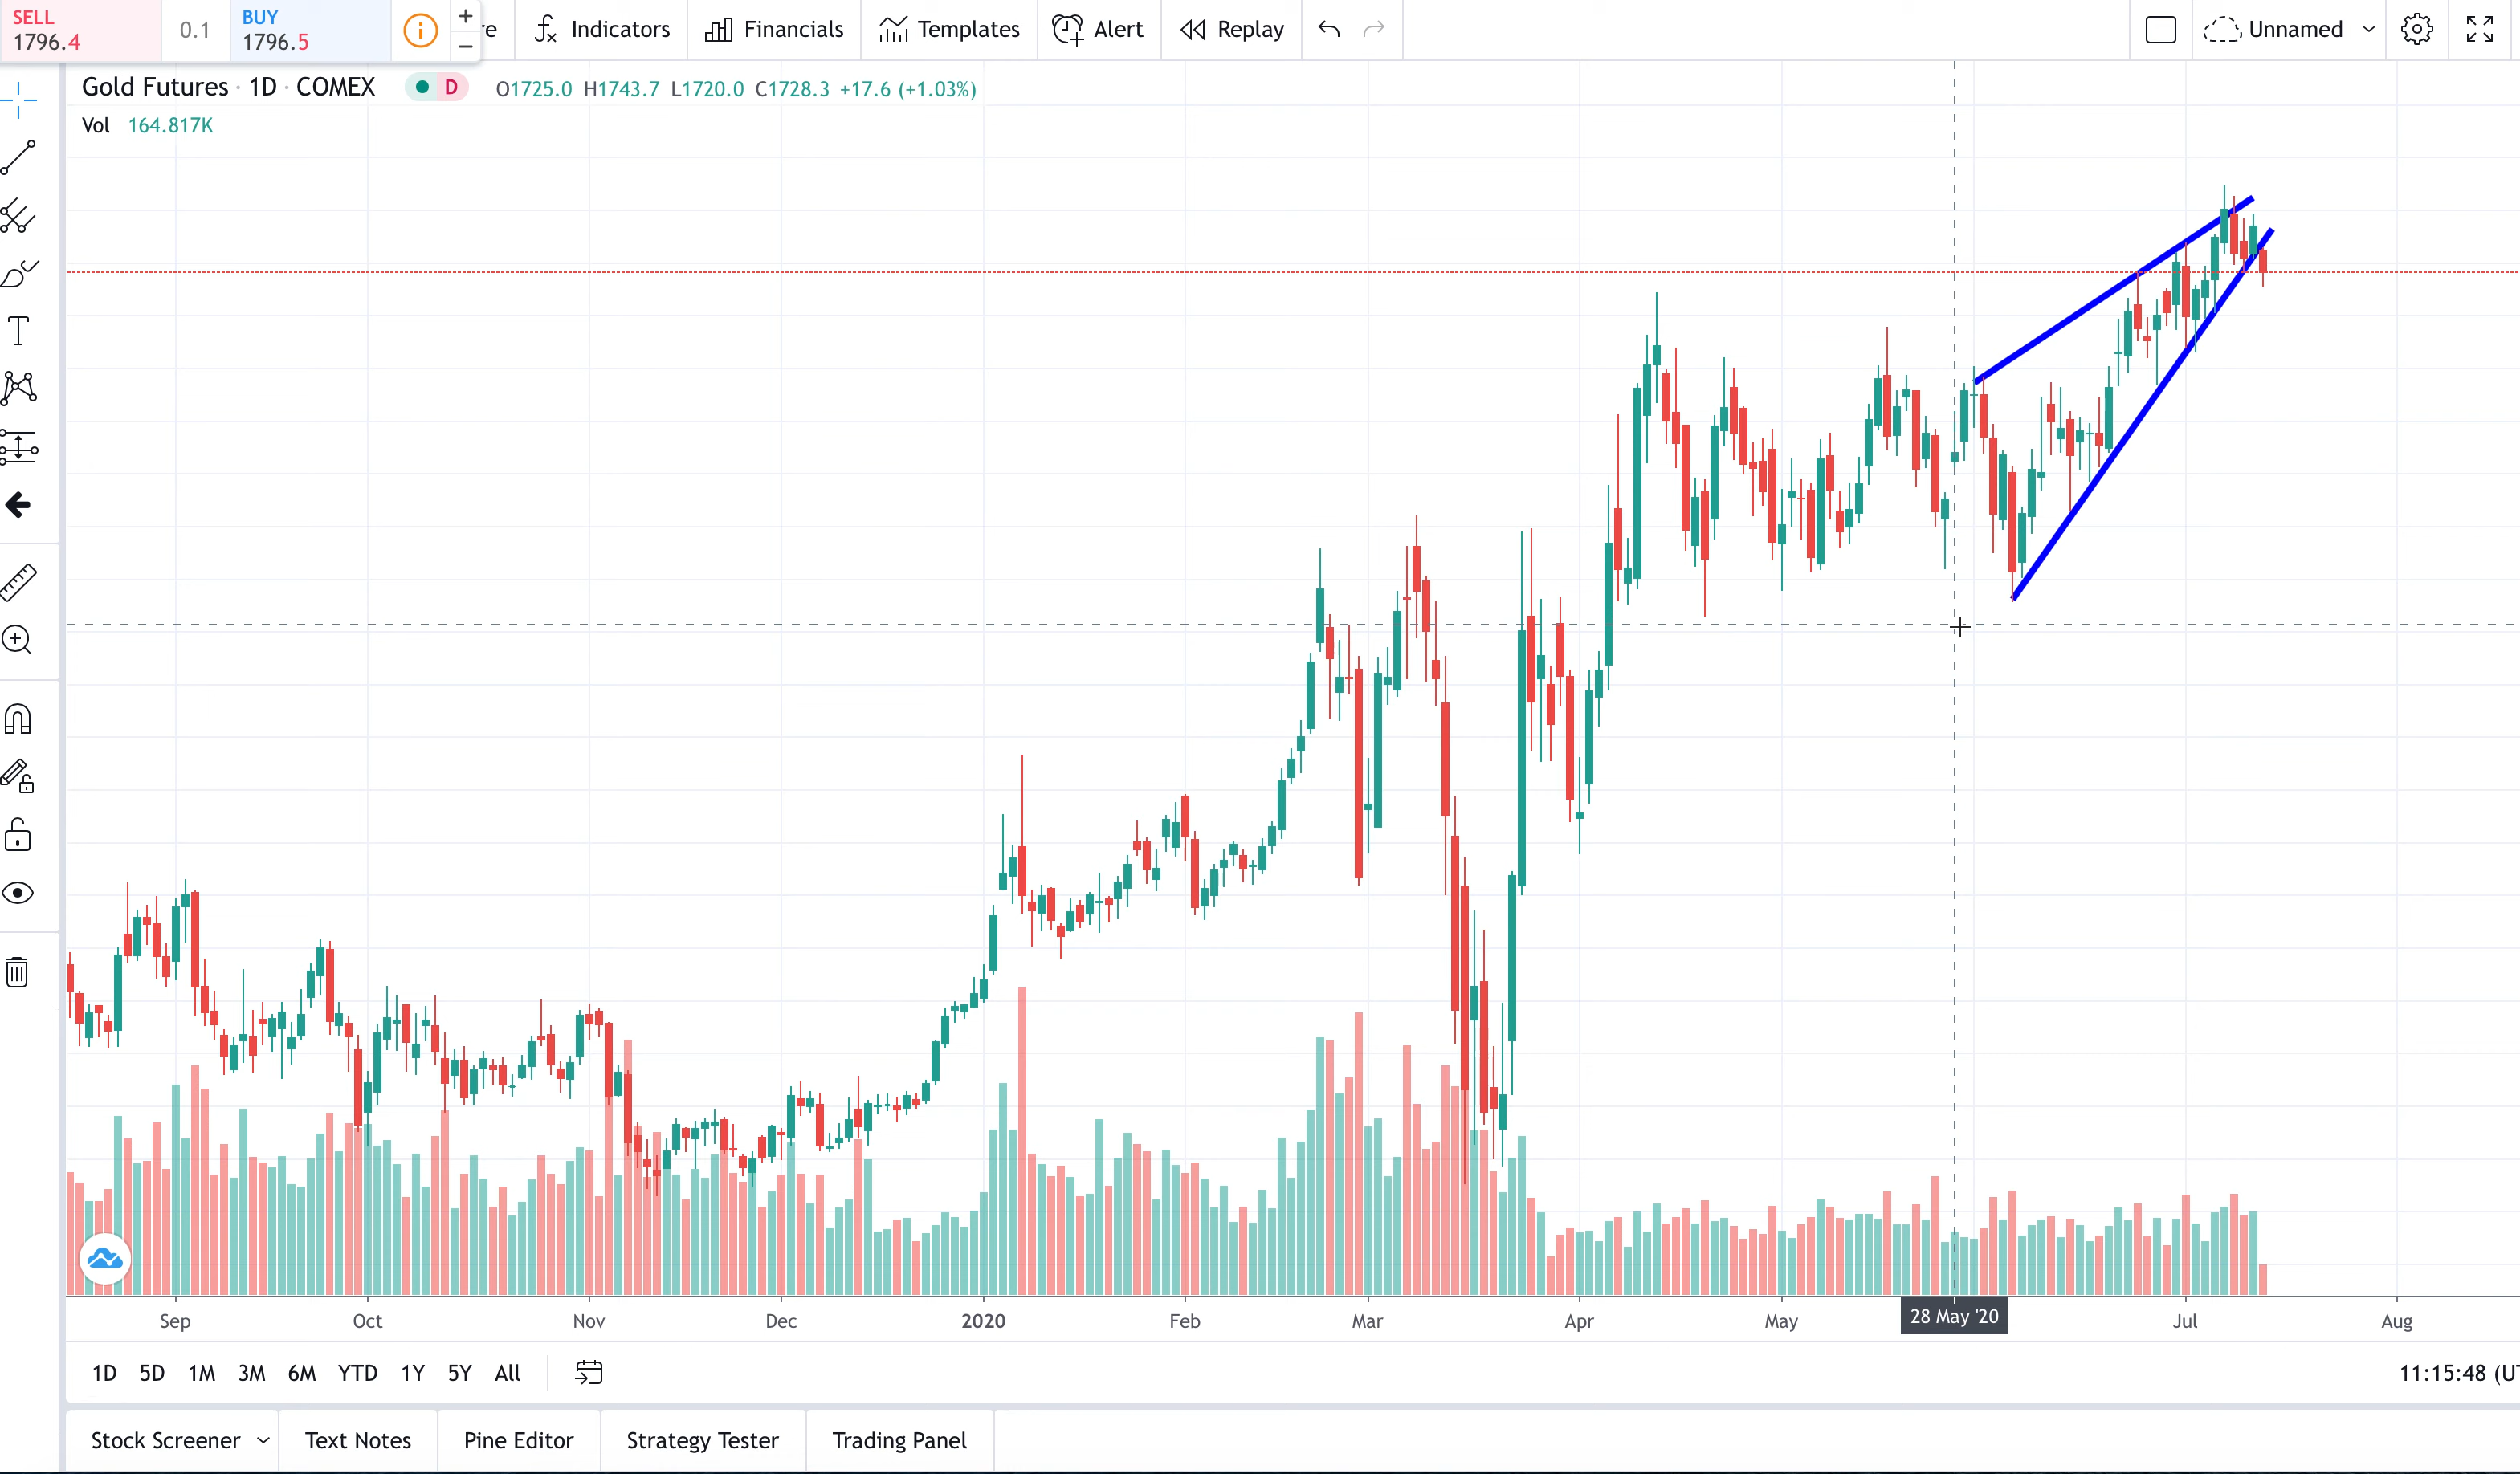 SELL
1796.4
0.1
BUY
1796.5
re
Indicators
Financials
Templates
Alert
Replay
Unnamed
Gold Futures · 1D · COMEX
D
O1725.0 H1743.7 L1720.0 C1728.3 +17.6 (+1.03%)
Vol 164.817K
Sep Oct Nov Dec 2020 Feb Mar Apr May 28 May '20 Jul Aug
1D 5D 1M 3M 6M YTD 1Y 5Y All
11:15:48 (UT
Stock Screener Text Notes Pine Editor Strategy Tester Trading Panel